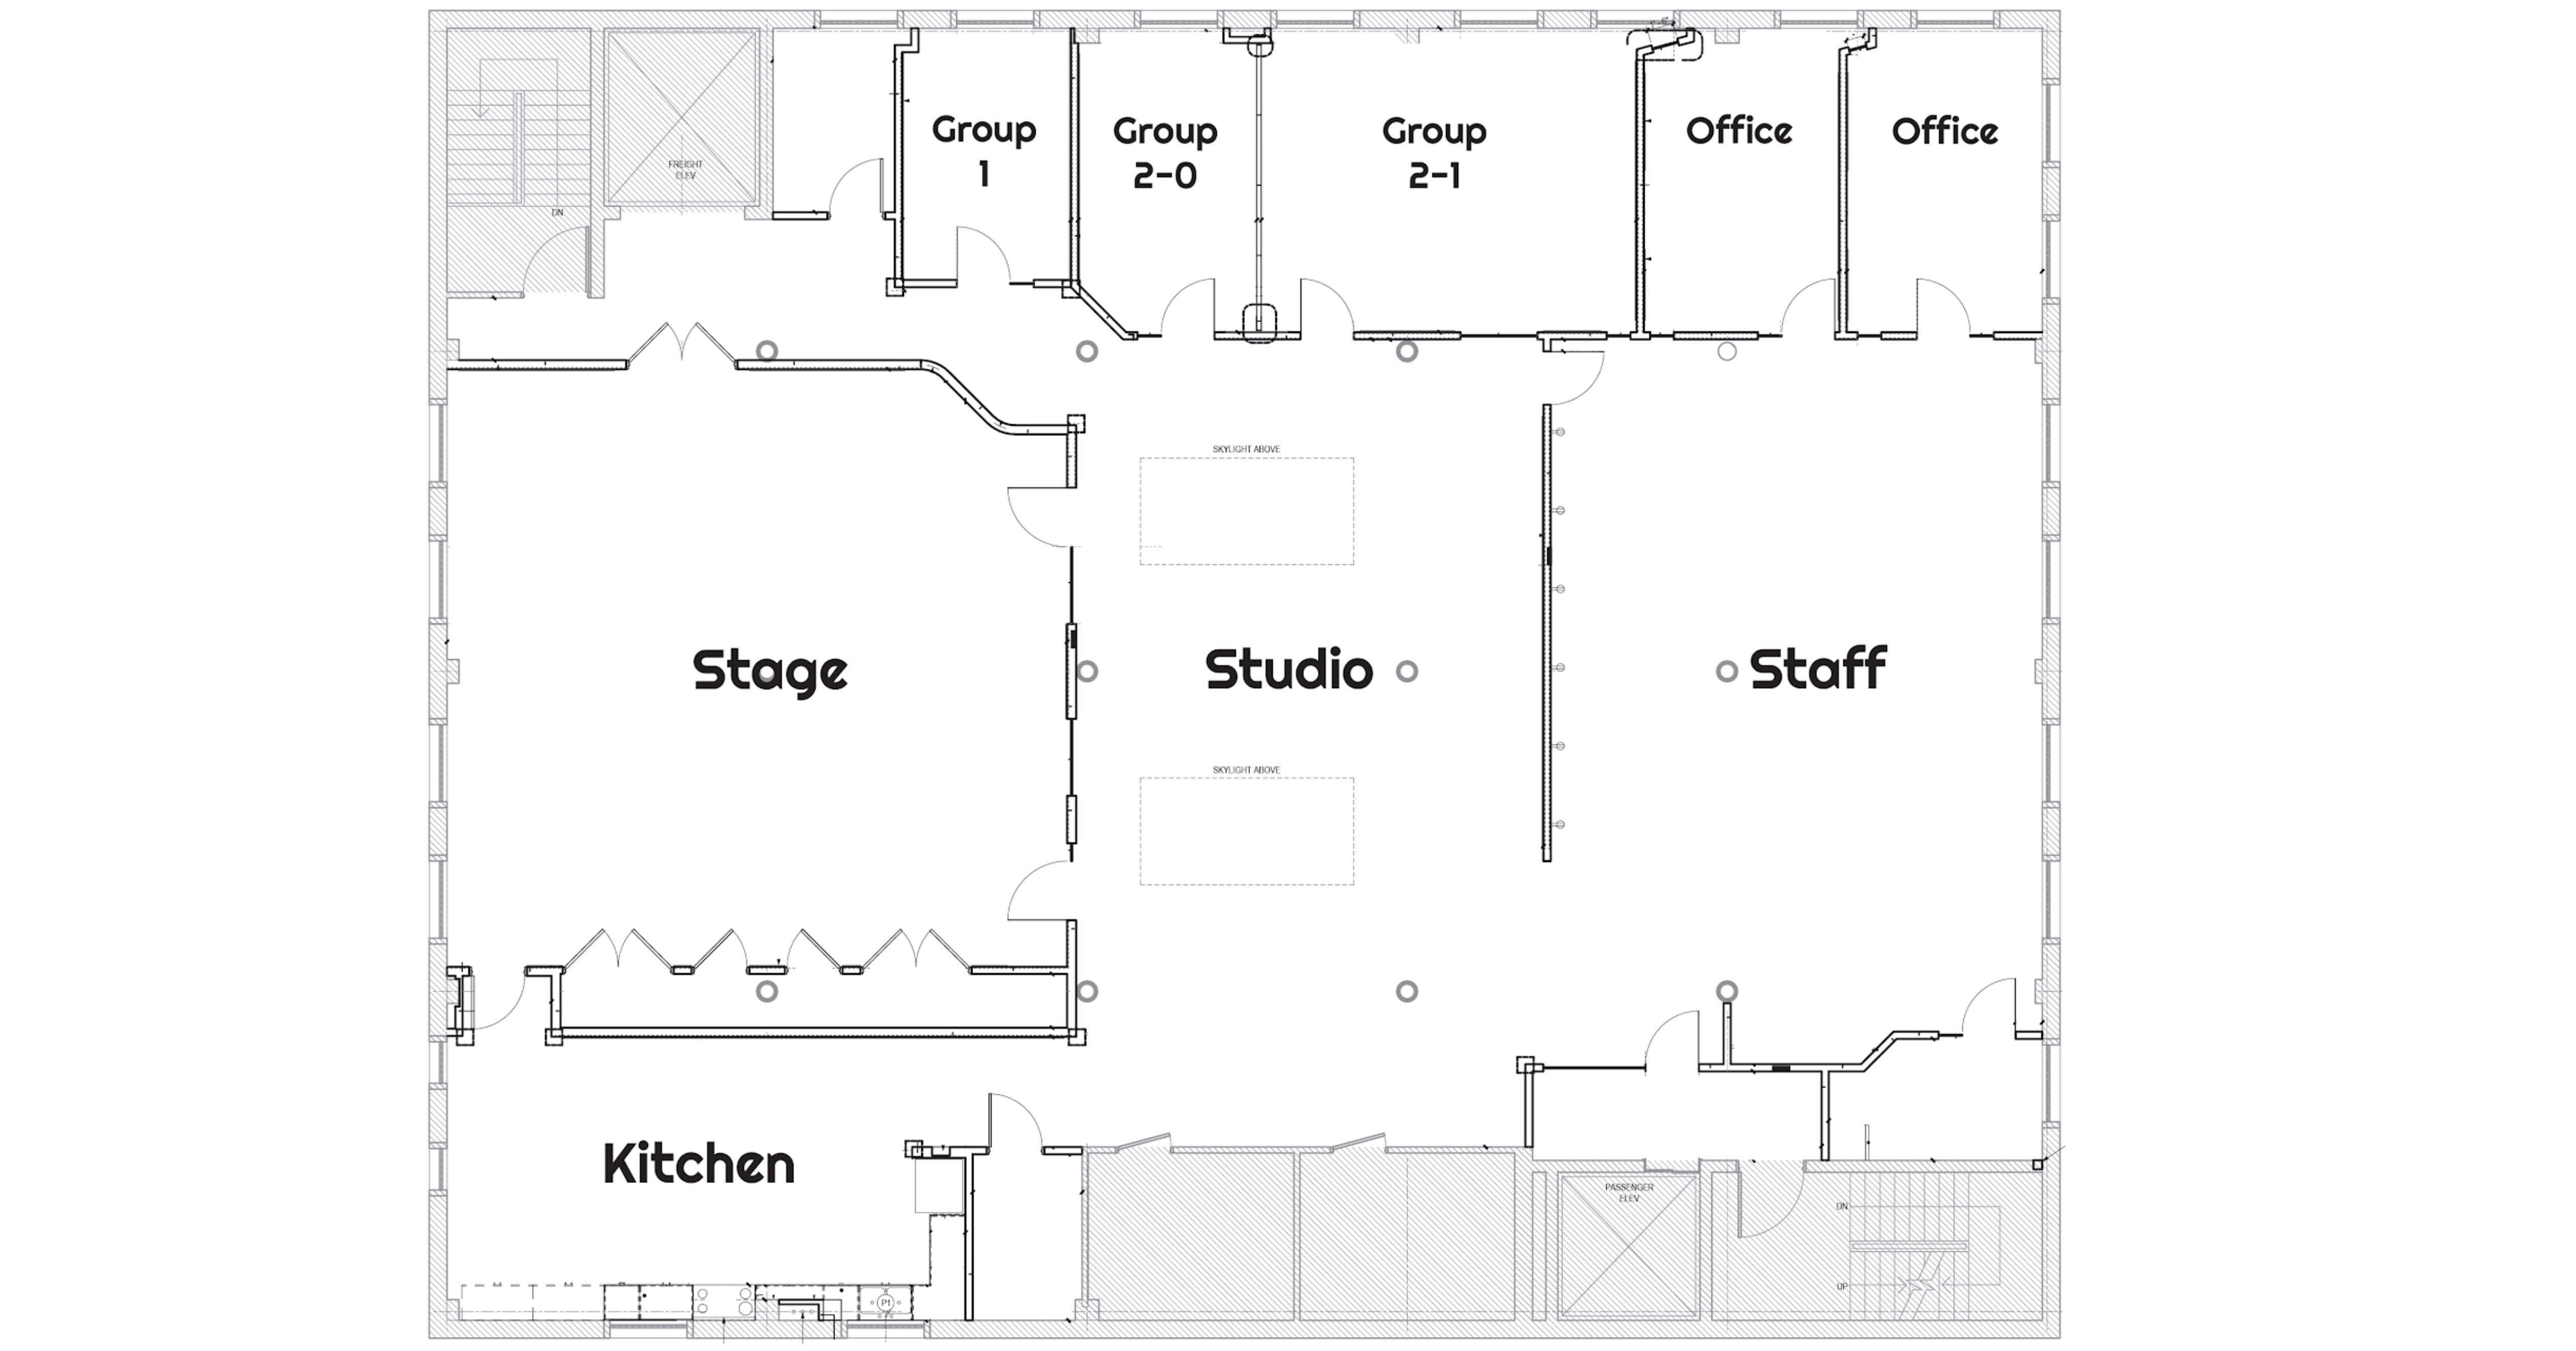 Group
1
Group
2-0
Group
2-1
Office
Office
FREIGHT
ELEV
DN
SKYLIGHT ABOVE
Stage
Studio
Staff
SKYLIGHT ABOVE
Kitchen
PASSENGER
ELEV
DN
UP
P1